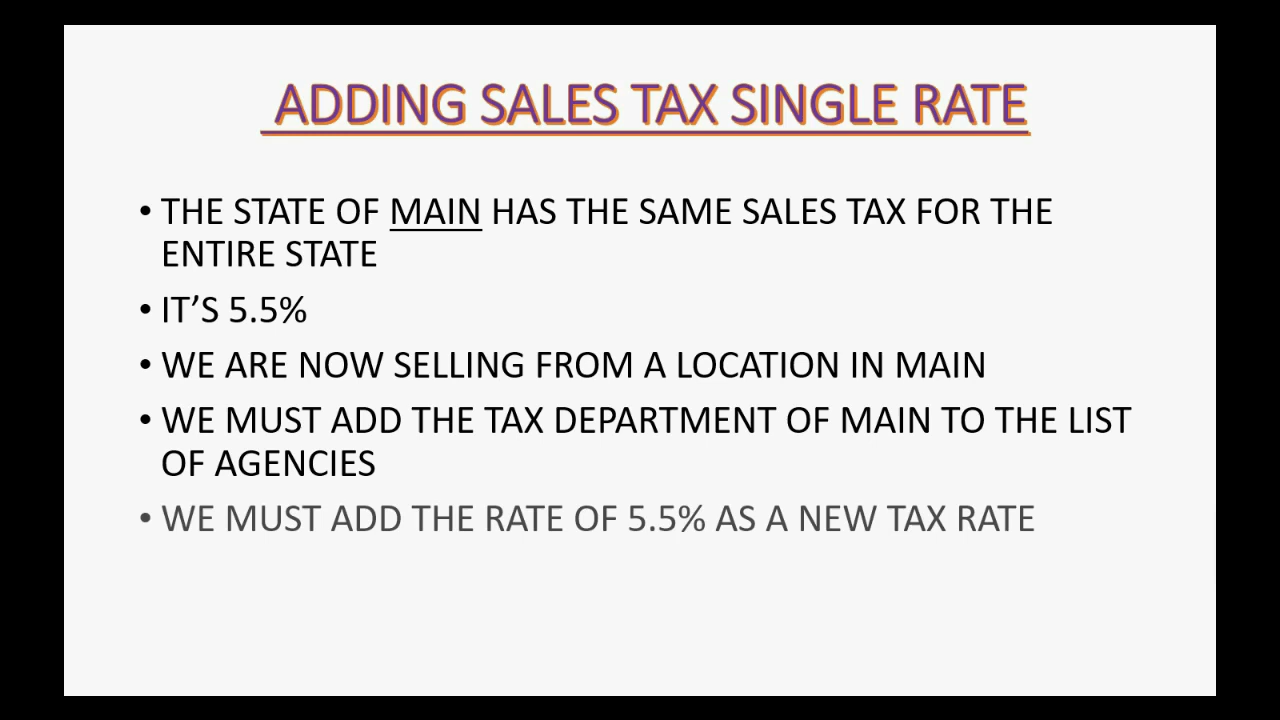 ADDING SALES TAX SINGLE RATE
• THE STATE OF MAIN HAS THE SAME SALES TAX FOR THE
ENTIRE STATE
• IT’S 5.5%
• WE ARE NOW SELLING FROM A LOCATION IN MAIN
• WE MUST ADD THE TAX DEPARTMENT OF MAIN TO THE LIST
OF AGENCIES
• WE MUST ADD THE RATE OF 5.5% AS A NEW TAX RATE